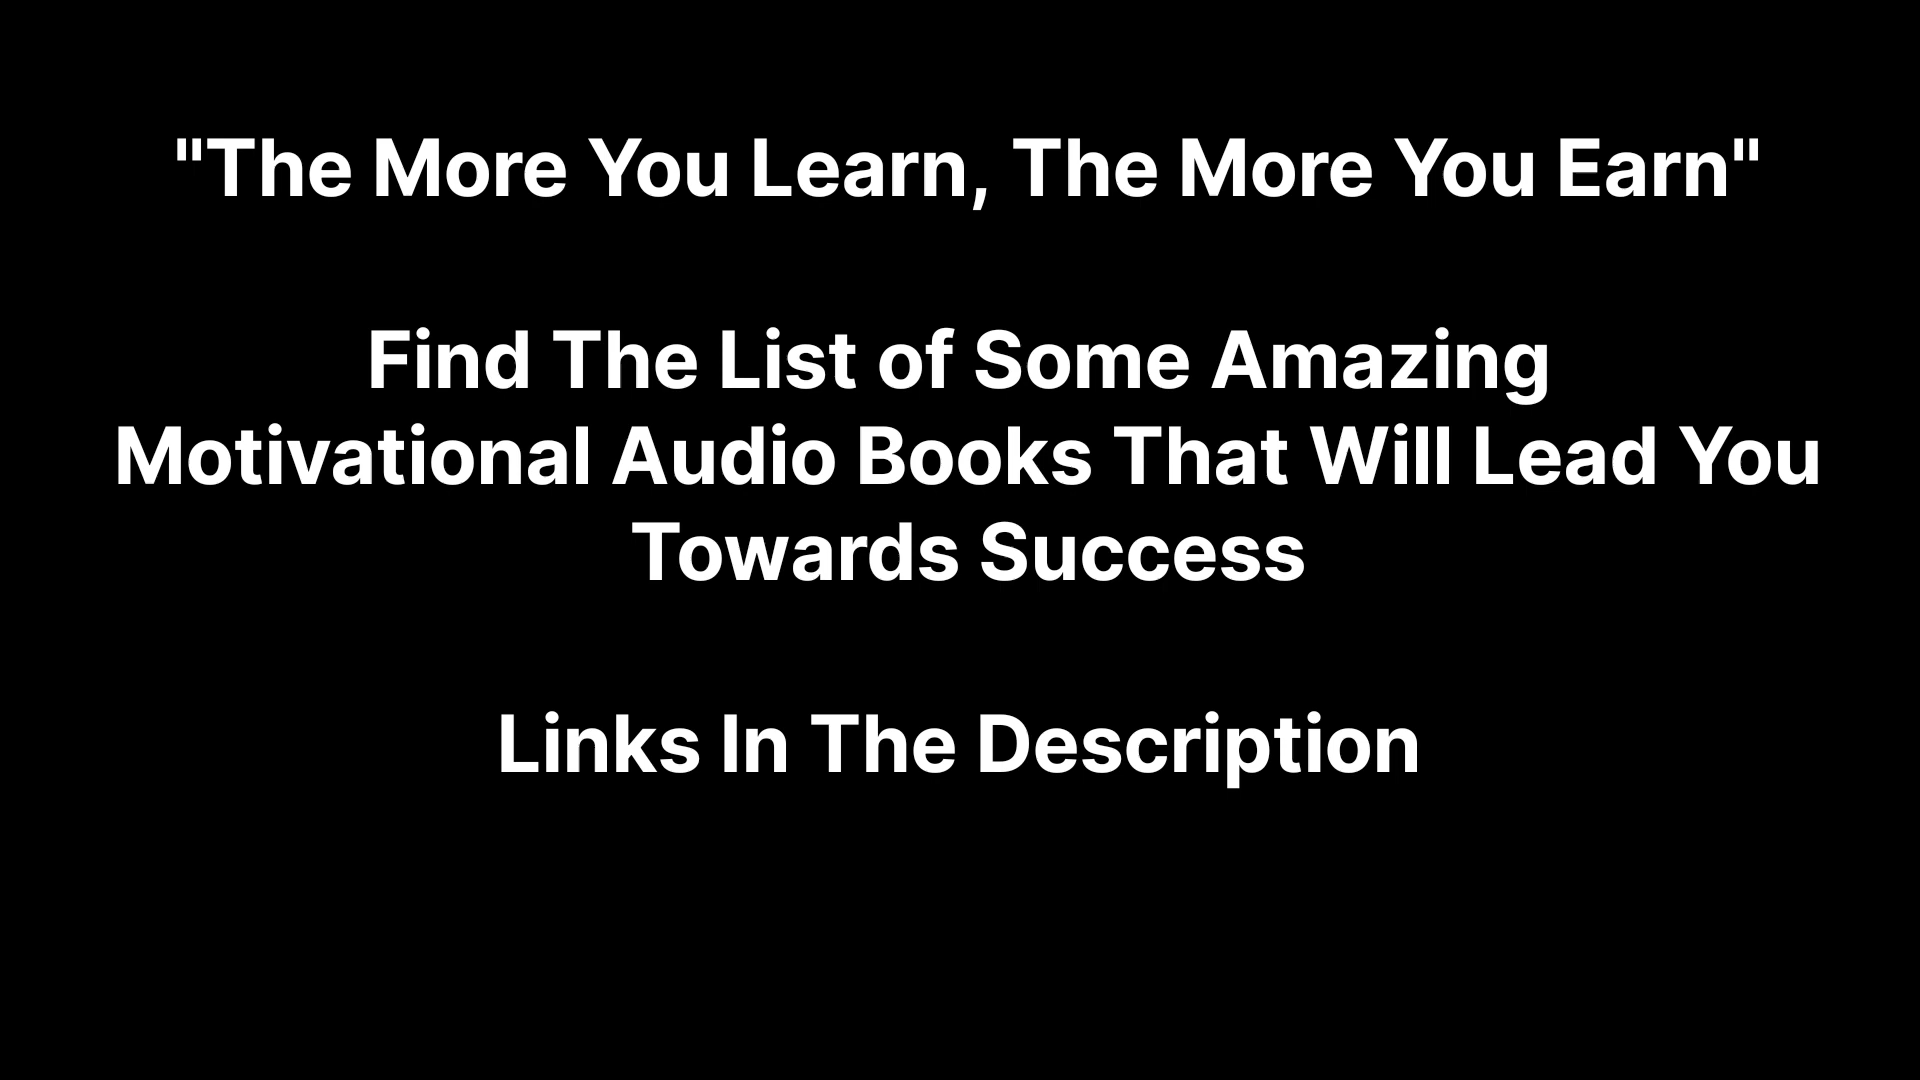 "The More You Learn, The More You Earn"
Find The List of Some Amazing
Motivational Audio Books That Will Lead You
Towards Success
Links In The Description